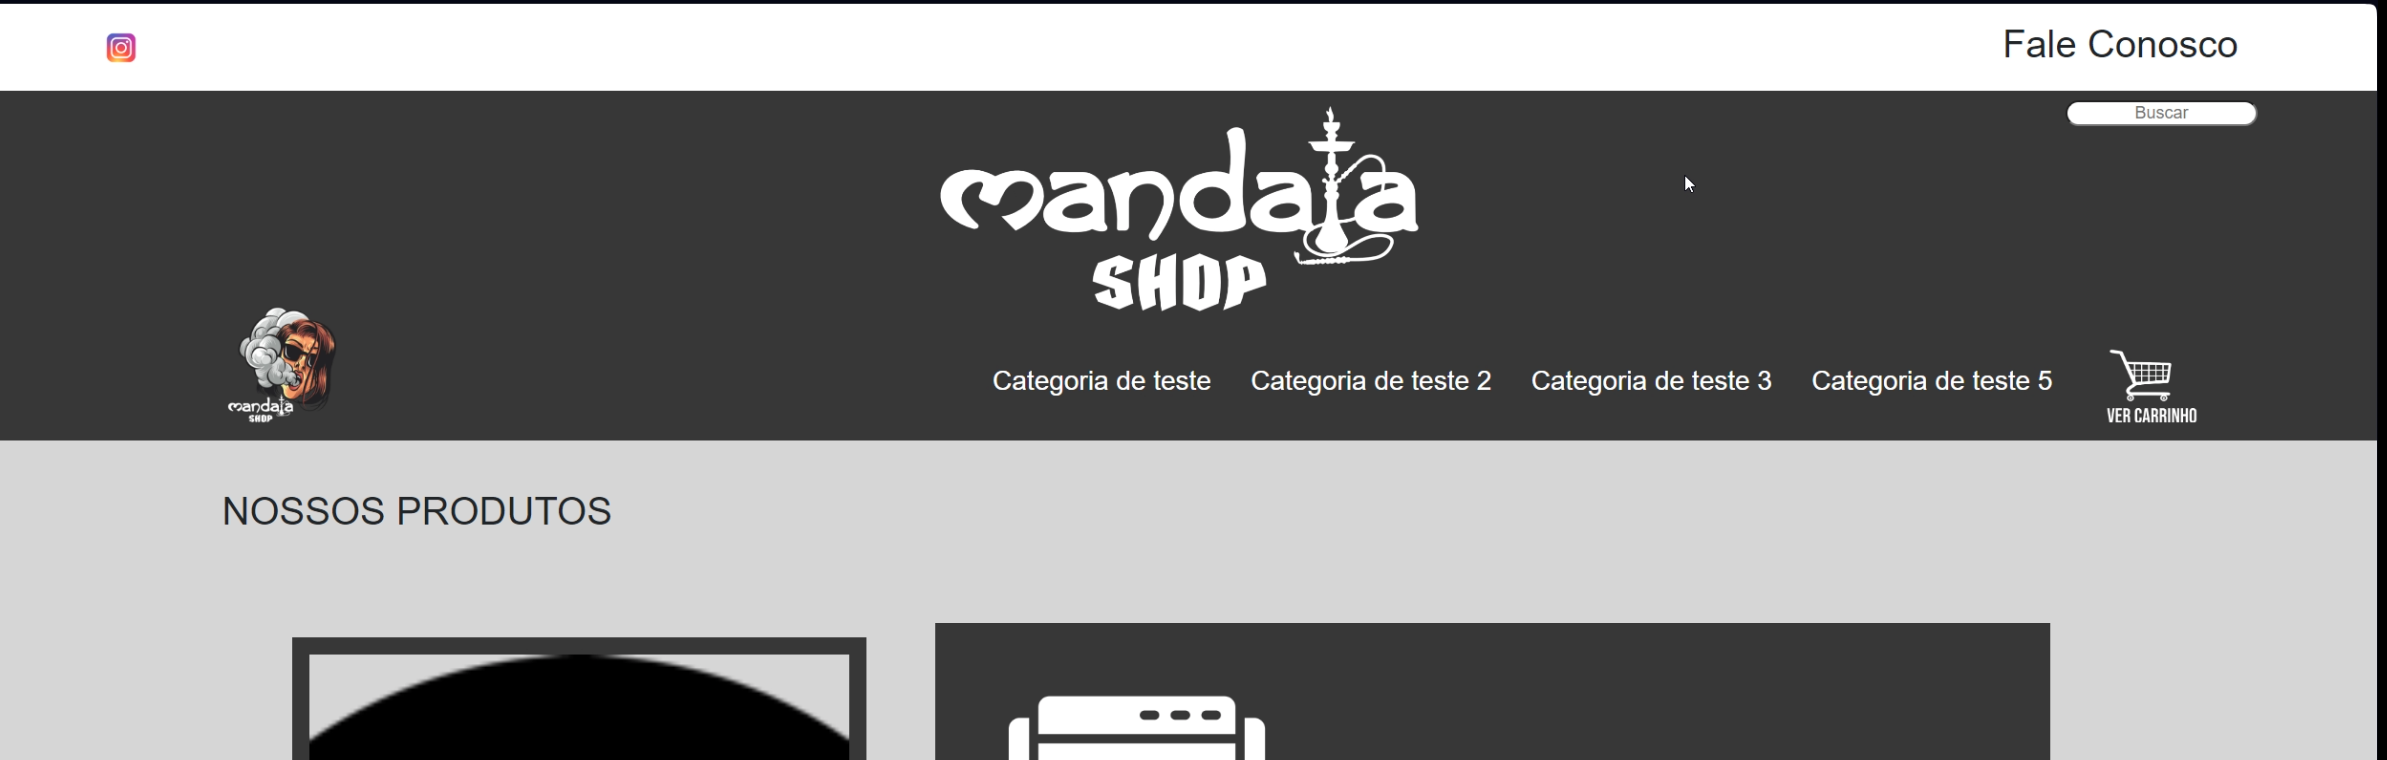 Fale Conosco
Buscar
mandala
SHOP
mandala
SHOP
Categoria de teste
Categoria de teste 2
Categoria de teste 3
Categoria de teste 5
VER CARRINHO
NOSSOS PRODUTOS